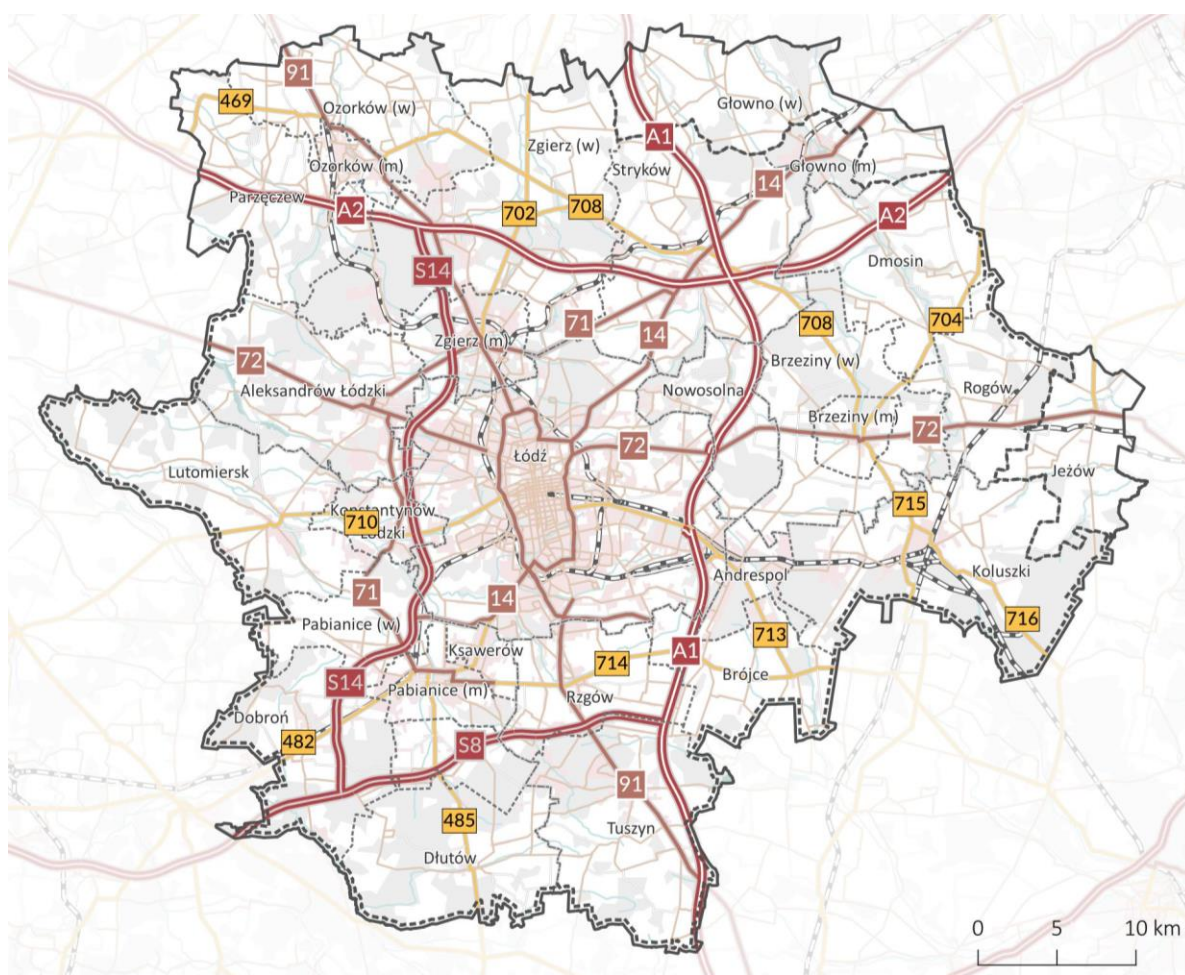 91
Głowno (w)
469
Ozorków (w)
A1
Zgierz (w)
Ozorków (m)
Stryków
Głowno (m)
14
Parzęczew
A2
702
708
A2
Dmosin
S14
71
14
708
704
Zgierz (m)
72
Brzeziny (w)
Aleksandrów Łódzki
Nowosolna
Rogów
Brzeziny (m)
72
72
Łódź
Lutomiersk
Jeżów
715
Konstantynów
710
Łódzki
Andrespol
Koluszki
71
14
716
Pabianice (w)
713
Ksawerów
714
A1
Brójce
S14
Pabianice (m)
Rzgów
Dobroń
482
S8
91
485
Tuszyn
Dłutów
0 5 10 km